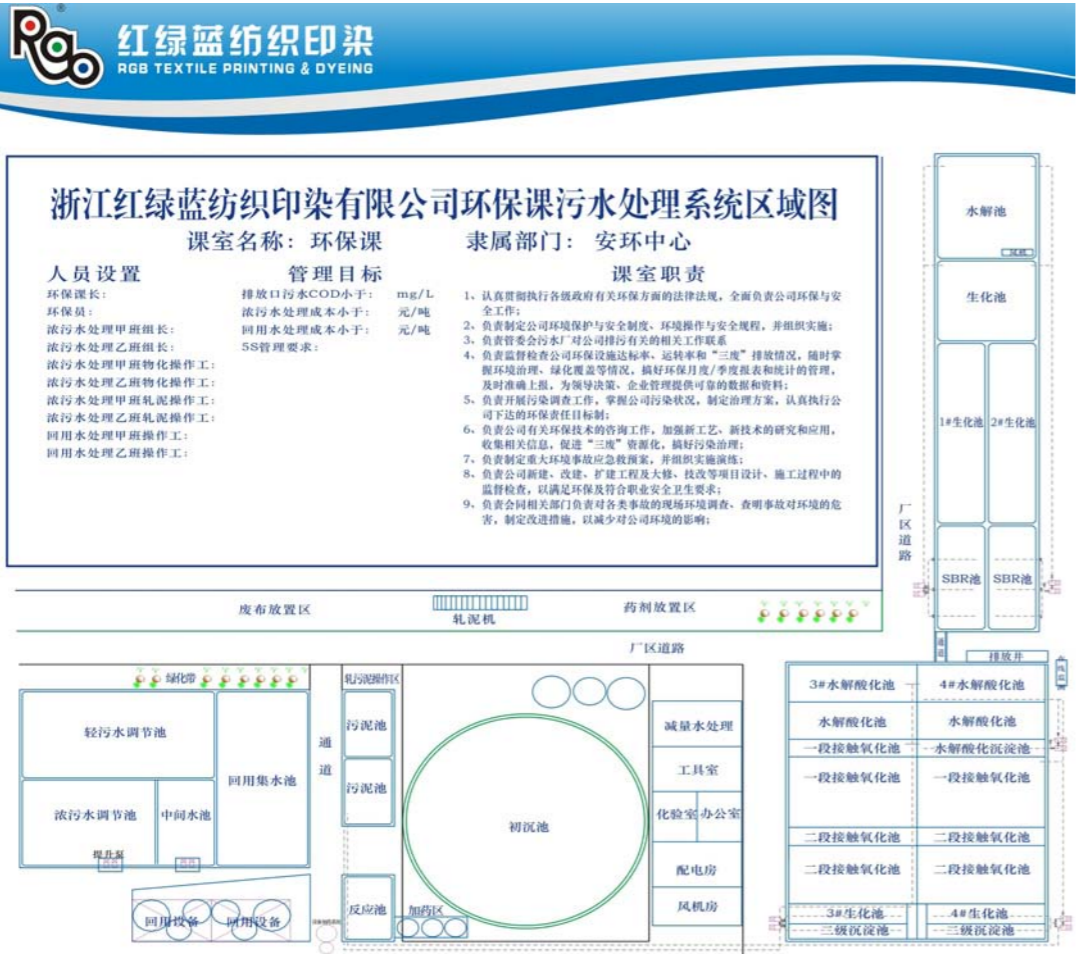 RGB
®
红绿蓝纺织印染
RGB TEXTILE PRINTING & DYEING
浙江红绿蓝纺织印染有限公司环保课污水处理系统区域图
课室名称：环保课
隶属部门：安环中心
人员设置
环保课长：
环保员：
浓污水处理甲班组长：
浓污水处理乙班组长：
浓污水处理甲班物化操作工：
浓污水处理乙班物化操作工：
浓污水处理甲班轧泥操作工：
浓污水处理乙班轧泥操作工：
回用水处理甲班操作工：
回用水处理乙班操作工：
管理目标
排放口污水COD小于： mg/L
浓污水处理成本小于： 元/吨
回用水处理成本小于： 元/吨
5S管理要求：
课室职责
1、认真贯彻执行各级政府有关环保方面的法律法规，全面负责公司环保与安
全工作；
2、负责制定公司环境保护与安全制度、环境操作与安全规程，并组织实施；
3、负责管委会污水厂对公司排污有关的相关工作联系
4、负责监督检查公司环保设施达标率、运转率和“三废”排放情况，随时掌
握环境治理、绿化覆盖等情况，搞好环保月度/季度报表和统计的管理，
及时准确上报，为领导决策、企业管理提供可靠的数据和资料；
5、负责开展污染调查工作，掌握公司污染状况，制定治理方案，认真执行公
司下达的环保责任目标制；
6、负责公司有关环保技术的咨询工作，加强新工艺、新技术的研究和应用，
收集相关信息，促进“三废”资源化，搞好污染治理；
7、负责制定重大环境事故应急救预案，并组织实施演练；
8、负责公司新建、改建、扩建工程及大修、技改等项目设计、施工过程中的
监督检查，以满足环保及符合职业安全卫生要求；
9、负责会同相关部门负责对各类事故的现场环境调查、查明事故对环境的危
害，制定改进措施，以减少对公司环境的影响；
水解池
生化池
1#生化池
2#生化池
厂区道路
SBR池
SBR池
通道
排放井
废布放置区
轧泥机
药剂放置区
厂区道路
绿化带
轻污水调节池
回用集水池
浓污水调节池
中间水池
提升泵
回用设备
回用设备
通道
轧污泥操作区
污泥池
污泥池
反应池
加药区
初沉池
减量水处理
工具室
化验室
办公室
配电房
风机房
3#水解酸化池
4#水解酸化池
水解酸化池
水解酸化池
一段接触氧化池
水解酸化沉淀池
一段接触氧化池
一段接触氧化池
二段接触氧化池
二段接触氧化池
二段接触氧化池
二段接触氧化池
3#生化池
4#生化池
二级沉淀池
二级沉淀池